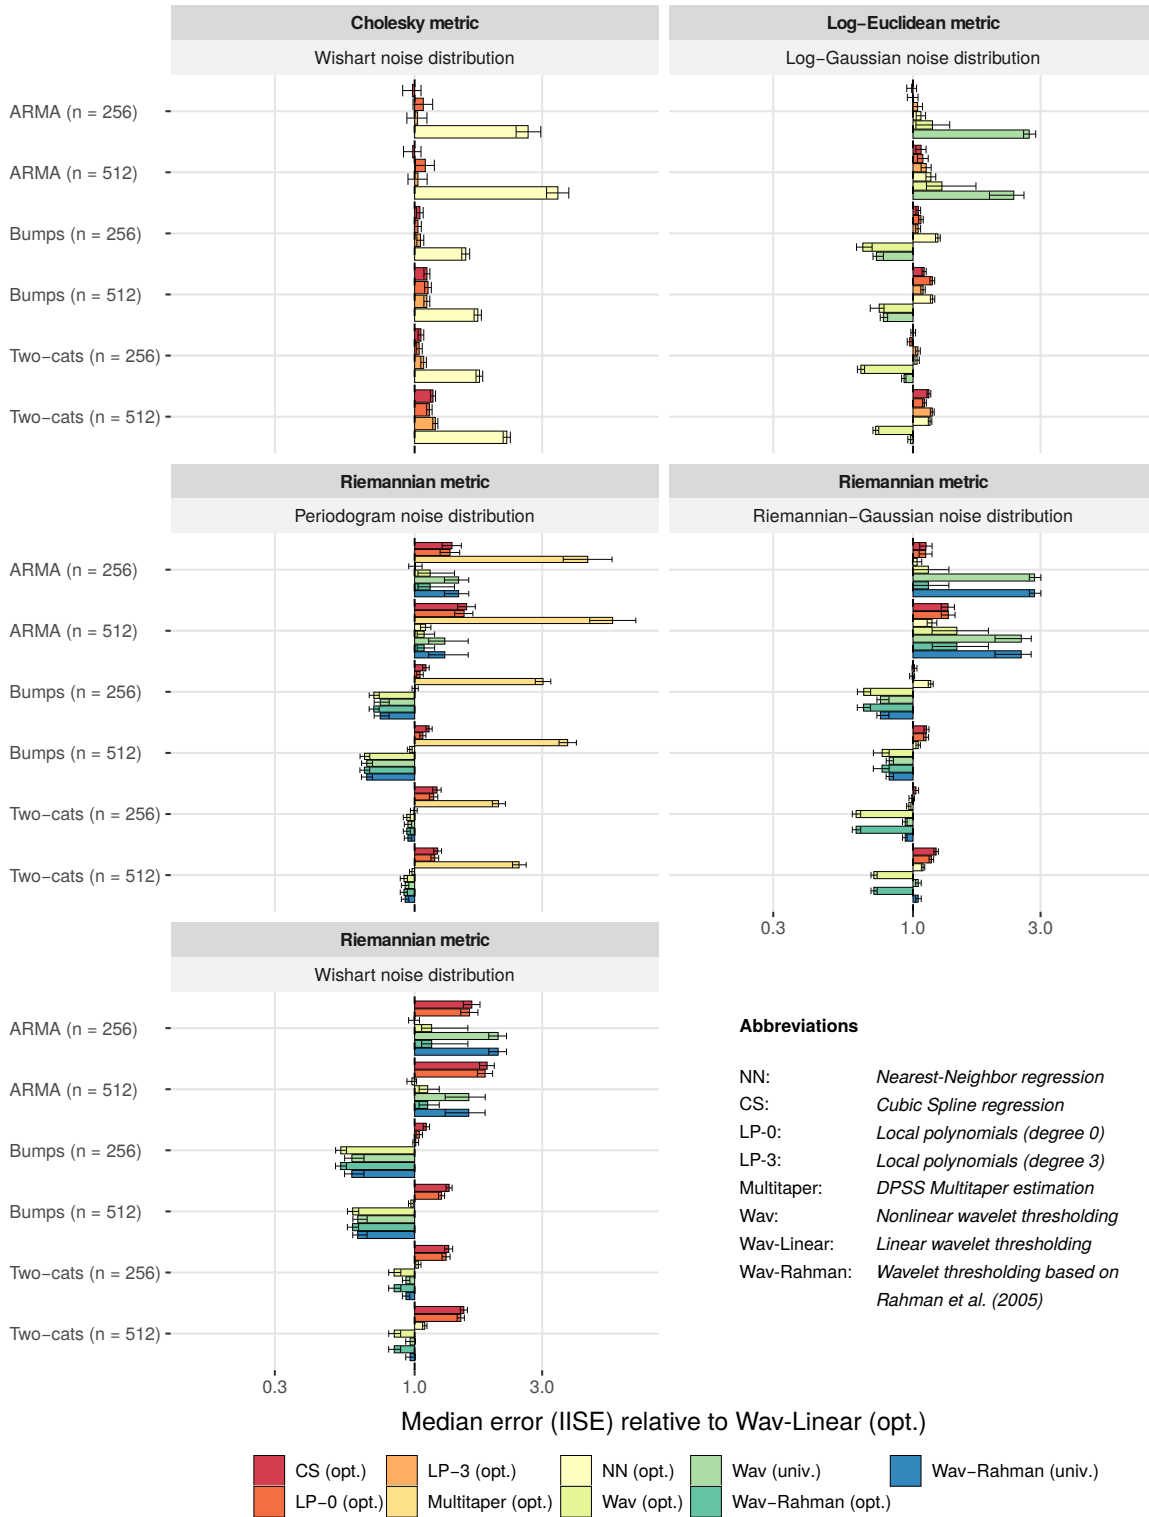 Cholesky metric
Log−Euclidean metric
Wishart noise distribution
Log−Gaussian noise distribution
ARMA (n = 256)
ARMA (n = 512)
Bumps (n = 256)
Bumps (n = 512)
Two−cats (n = 256)
Two−cats (n = 512)
Riemannian metric
Riemannian metric
Periodogram noise distribution
Riemannian−Gaussian noise distribution
ARMA (n = 256)
ARMA (n = 512)
Bumps (n = 256)
Bumps (n = 512)
Two−cats (n = 256)
Two−cats (n = 512)
0.3 1.0 3.0
Riemannian metric
Wishart noise distribution
ARMA (n = 256)
ARMA (n = 512)
Bumps (n = 256)
Bumps (n = 512)
Two−cats (n = 256)
Two−cats (n = 512)
0.3 1.0 3.0
Abbreviations
NN: Nearest-Neighbor regression
CS: Cubic Spline regression
LP-0: Local polynomials (degree 0)
LP-3: Local polynomials (degree 3)
Multitaper: DPSS Multitaper estimation
Wav: Nonlinear wavelet thresholding
Wav-Linear: Linear wavelet thresholding
Wav-Rahman: Wavelet thresholding based on
Rahman et al. (2005)
Median error (IISE) relative to Wav-Linear (opt.)
CS (opt.) LP−3 (opt.) NN (opt.) Wav (univ.) Wav−Rahman (univ.)
LP−0 (opt.) Multitaper (opt.) Wav (opt.) Wav−Rahman (opt.)